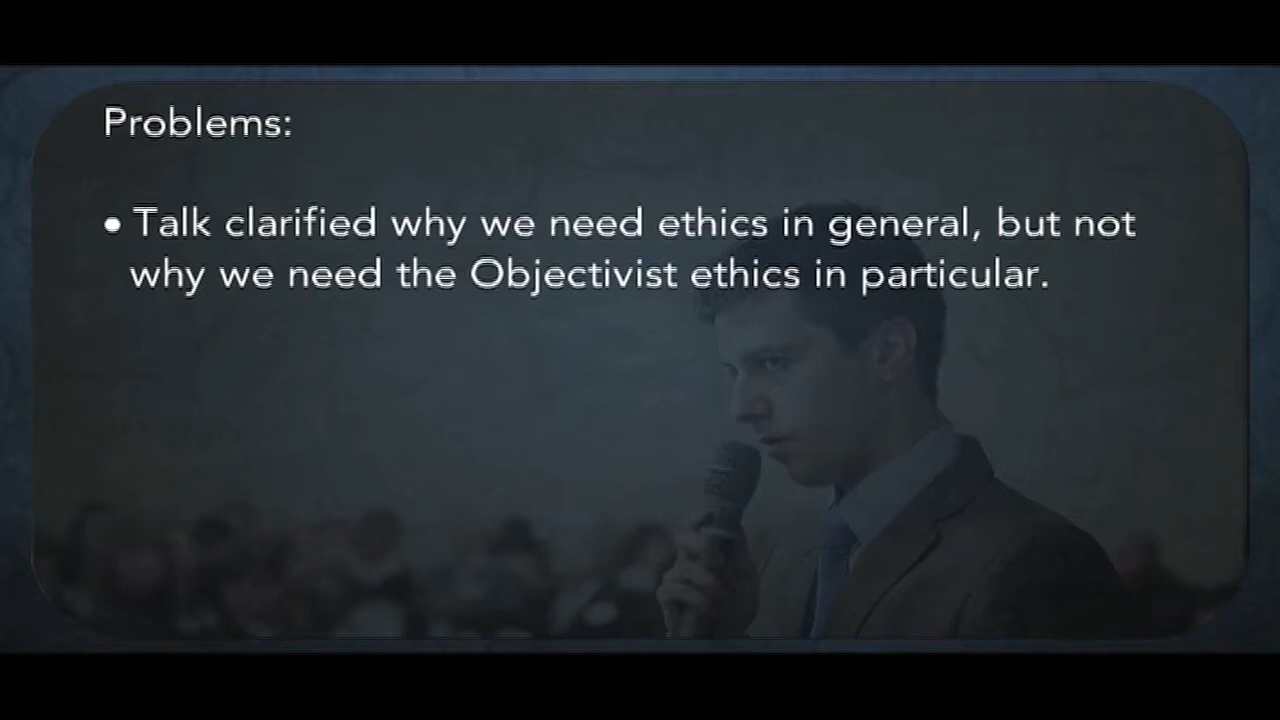 Problems:
• Talk clarified why we need ethics in general, but not
why we need the Objectivist ethics in particular.